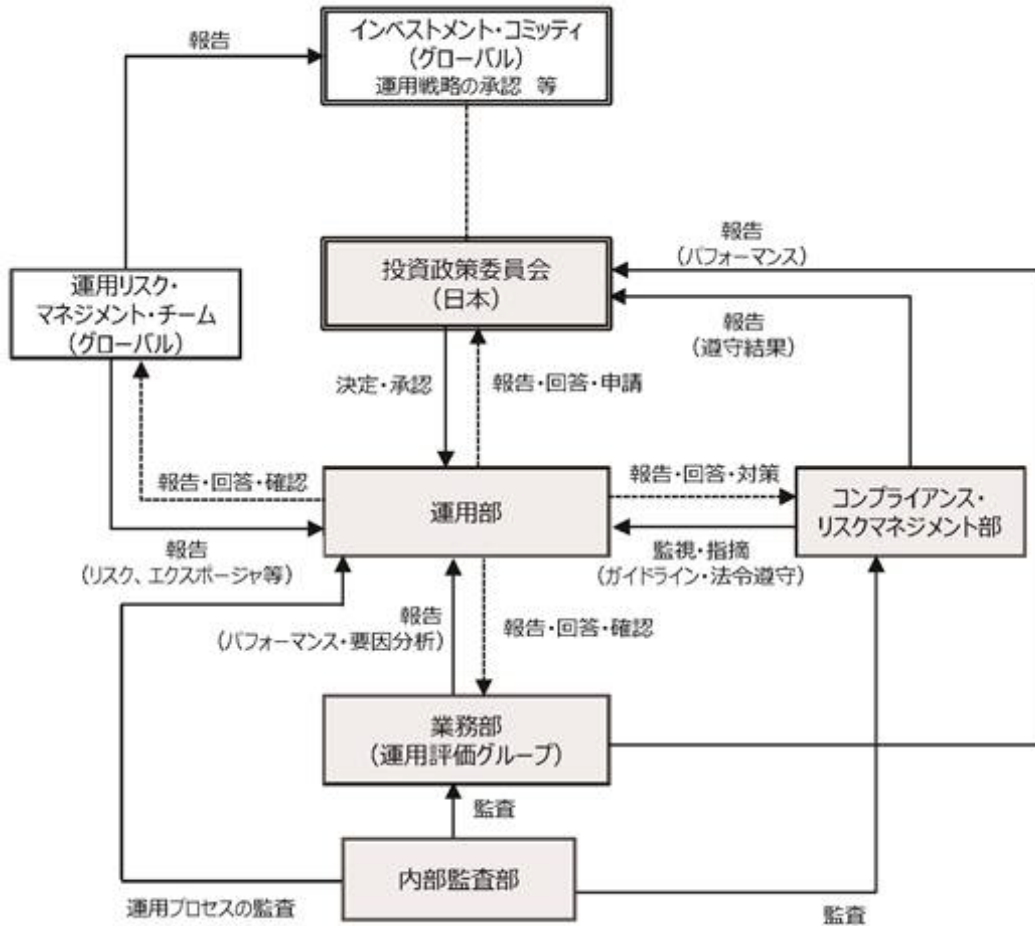 報告
インベストメント・コミッティ
(グローバル)
運用戦略の承認 等
報告
(パフォーマンス)
投資政策委員会
(日本)
運用リスク・
マネジメント・チーム
(グローバル)
報告
(遵守結果)
決定・承認
報告・回答・申請
報告・回答・確認
運用部
報告・回答・対策
コンプライアンス・
リスクマネジメント部
報告
(リスク、エクスポージャ等)
監視・指摘
(ガイドライン・法令遵守)
報告
(パフォーマンス・要因分析)
報告・回答・確認
業務部
(運用評価グループ)
監査
内部監査部
運用プロセスの監査
監査